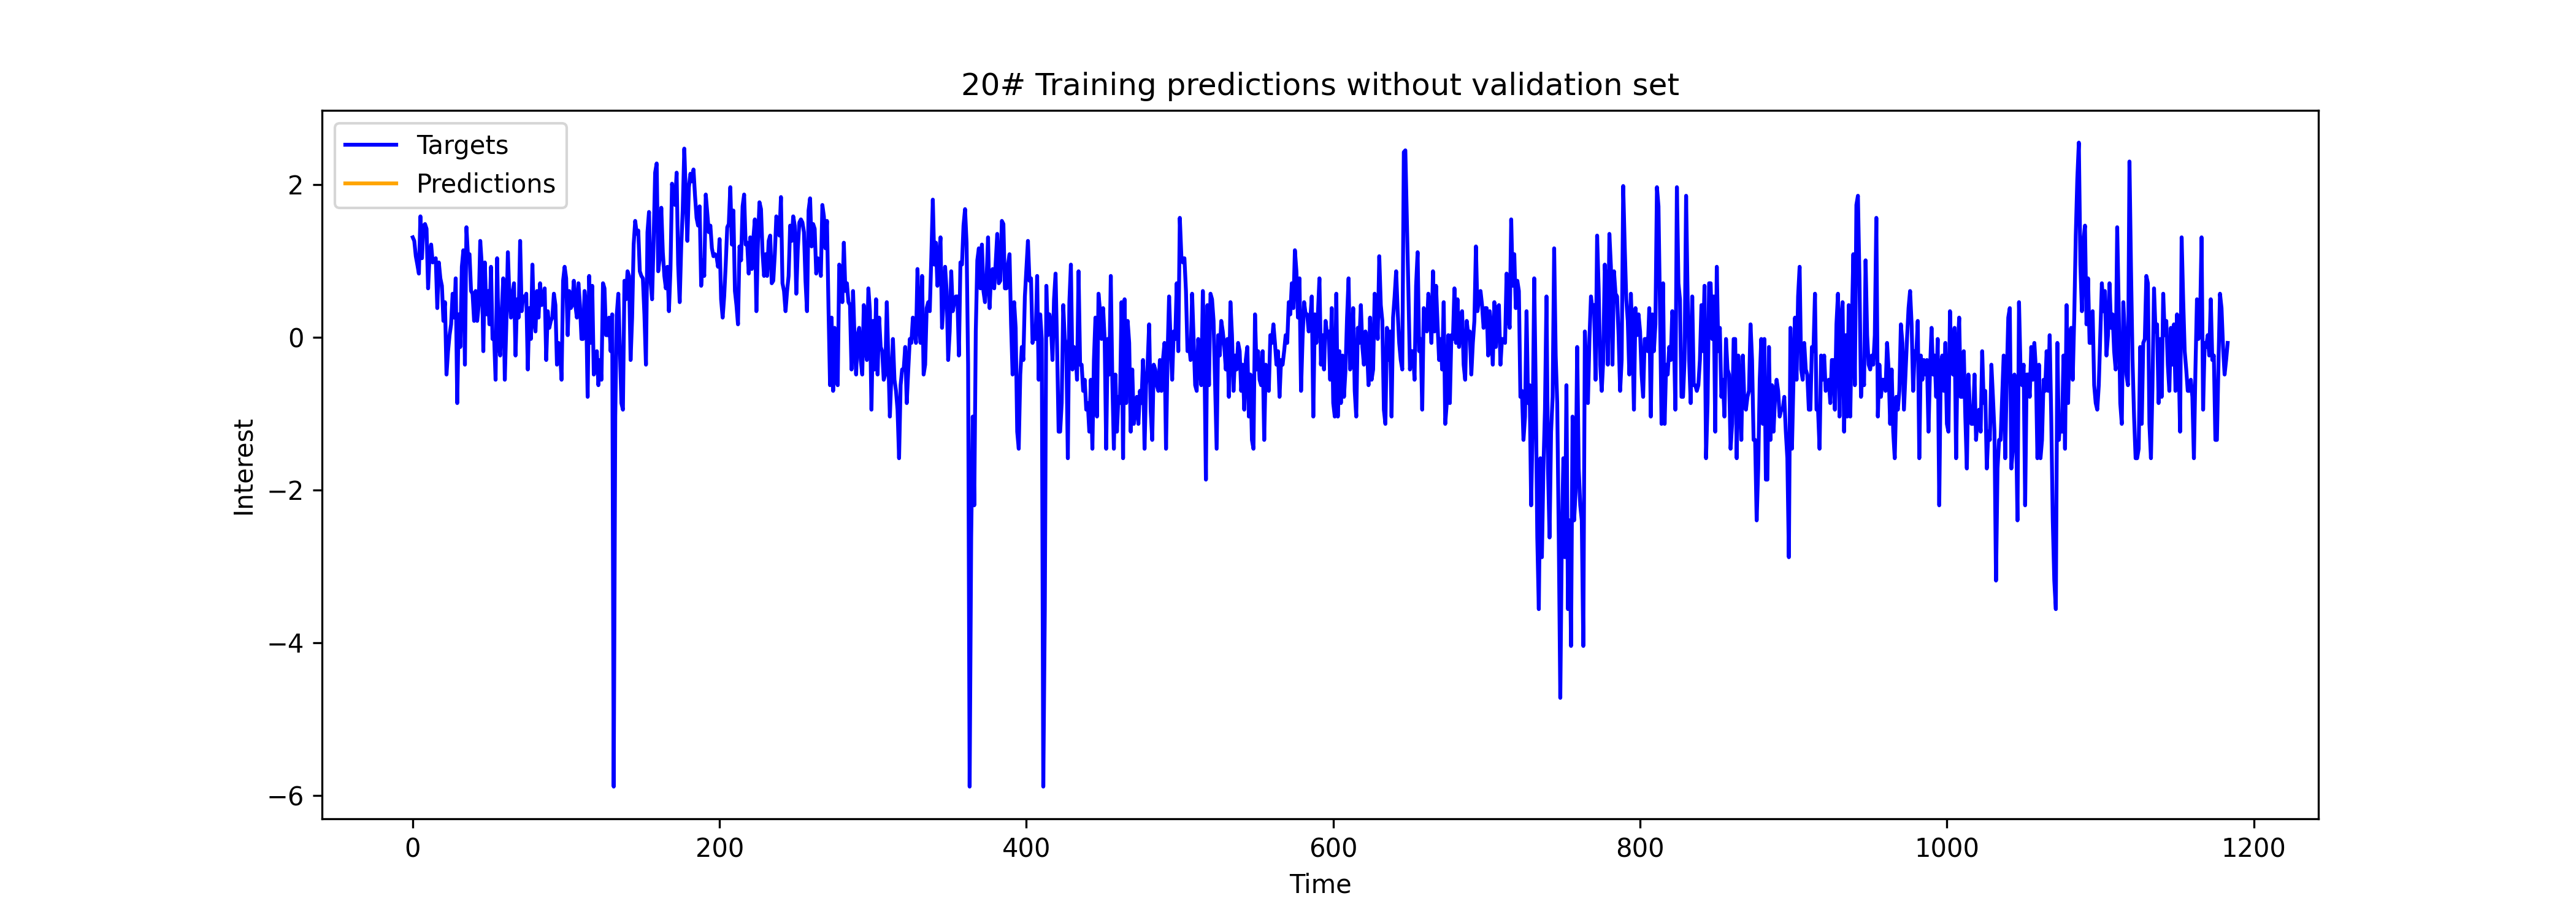 20# Training predictions without validation set
Targets
Predictions
2
0
−2
−4
−6
Interest
0 200 400 600 800 1000 1200
Time